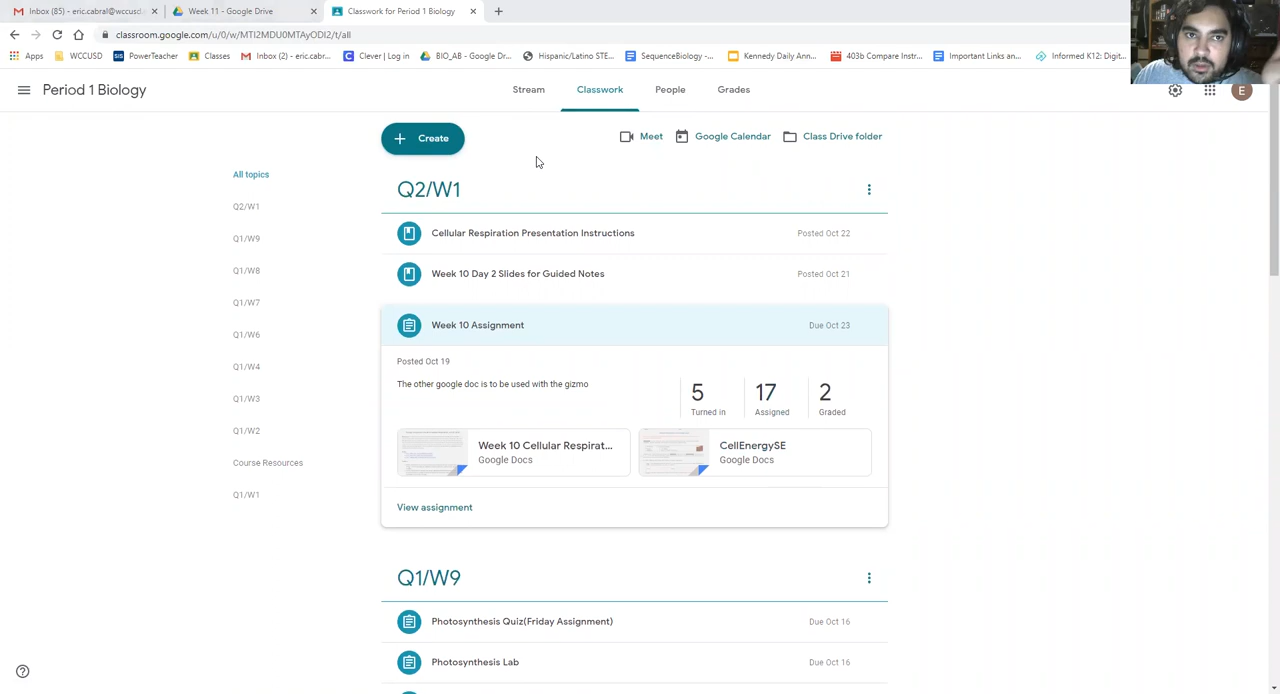 Inbox (85) - eric.cabral@wccusd.
Week 11 - Google Drive
Classwork for Period 1 Biology
classroom.google.com/u/0/w/MTI2MDU0MTAyODI2/t/all
Apps
WCCUSD
PowerTeacher
Classes
Inbox (2) - eric.cabr...
Clever | Log in
BIO_AB - Google Dr...
Hispanic/Latino STE...
SequenceBiology -...
Kennedy Daily Ann...
403b Compare Instr...
Important Links an...
Informed K12: Digit...
Period 1 Biology
Stream
Classwork
People
Grades
E
Create
Meet
Google Calendar
Class Drive folder
All topics
Q2/W1
Q1/W9
Q1/W8
Q1/W7
Q1/W6
Q1/W4
Q1/W3
Q1/W2
Course Resources
Q1/W1
Q2/W1
Cellular Respiration Presentation Instructions
Posted Oct 22
Week 10 Day 2 Slides for Guided Notes
Posted Oct 21
Week 10 Assignment
Due Oct 23
Posted Oct 19
The other google doc is to be used with the gizmo
5
Turned in
17
Assigned
2
Graded
Week 10 Cellular Respirat...
Google Docs
CellEnergySE
Google Docs
View assignment
Q1/W9
Photosynthesis Quiz(Friday Assignment)
Due Oct 16
Photosynthesis Lab
Due Oct 16